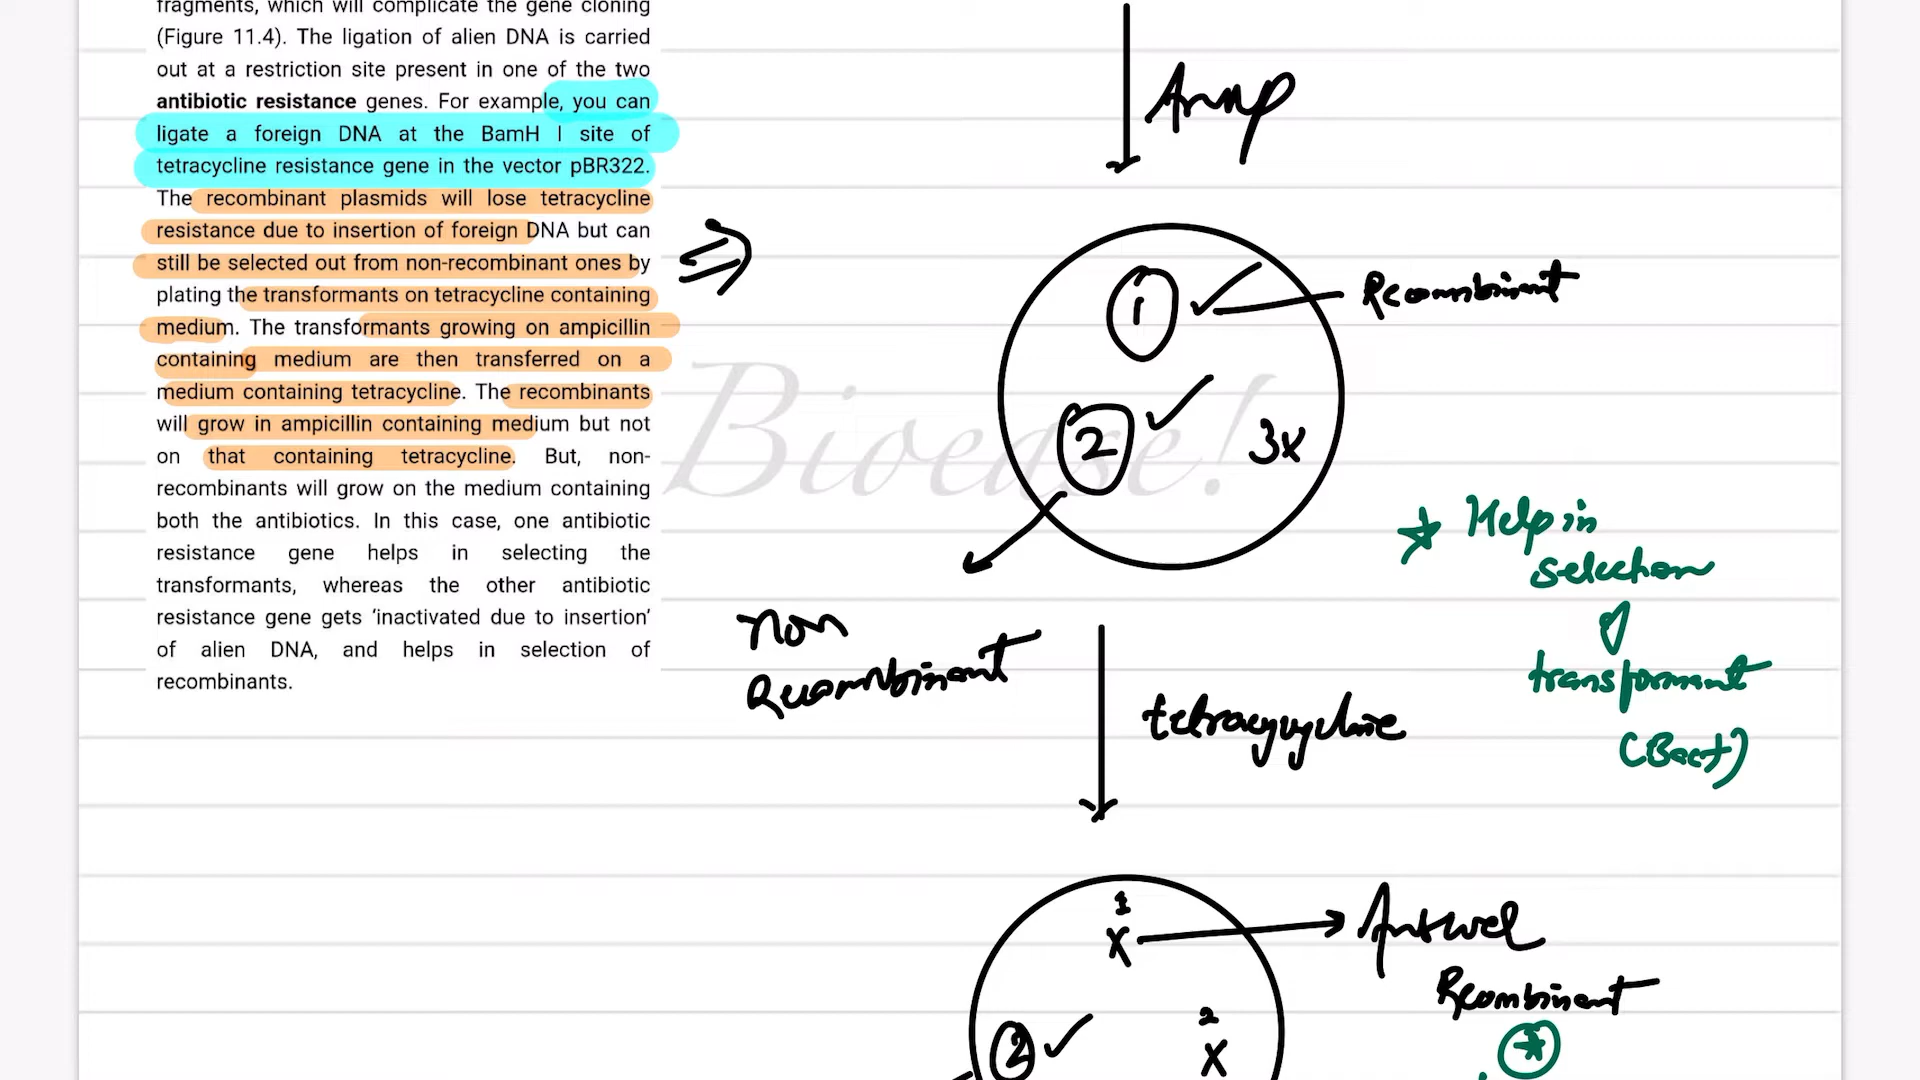 fragments, which will complicate the gene cloning
(Figure 11.4). The ligation of alien DNA is carried
out at a restriction site present in one of the two
antibiotic resistance genes. For example, you can
ligate a foreign DNA at the BamH I site of
tetracycline resistance gene in the vector pBR322.
The recombinant plasmids will lose tetracycline
resistance due to insertion of foreign DNA but can
still be selected out from non-recombinant ones by
plating the transformants on tetracycline containing
medium. The transformants growing on ampicillin
containing medium are then transferred on a
medium containing tetracycline. The recombinants
will grow in ampicillin containing medium but not
on that containing tetracycline. But, non-
recombinants will grow on the medium containing
both the antibiotics. In this case, one antibiotic
resistance gene helps in selecting the
transformants, whereas the other antibiotic
resistance gene gets ‘inactivated due to insertion’
of alien DNA, and helps in selection of
recombinants.
Amp
1
Recombinant
2
3x
Bioease!
Help in
selection
of
transformant
(Bact)
non
Recombinant
tetracycycline
1
x
Answer
Recombinant
2
2
x